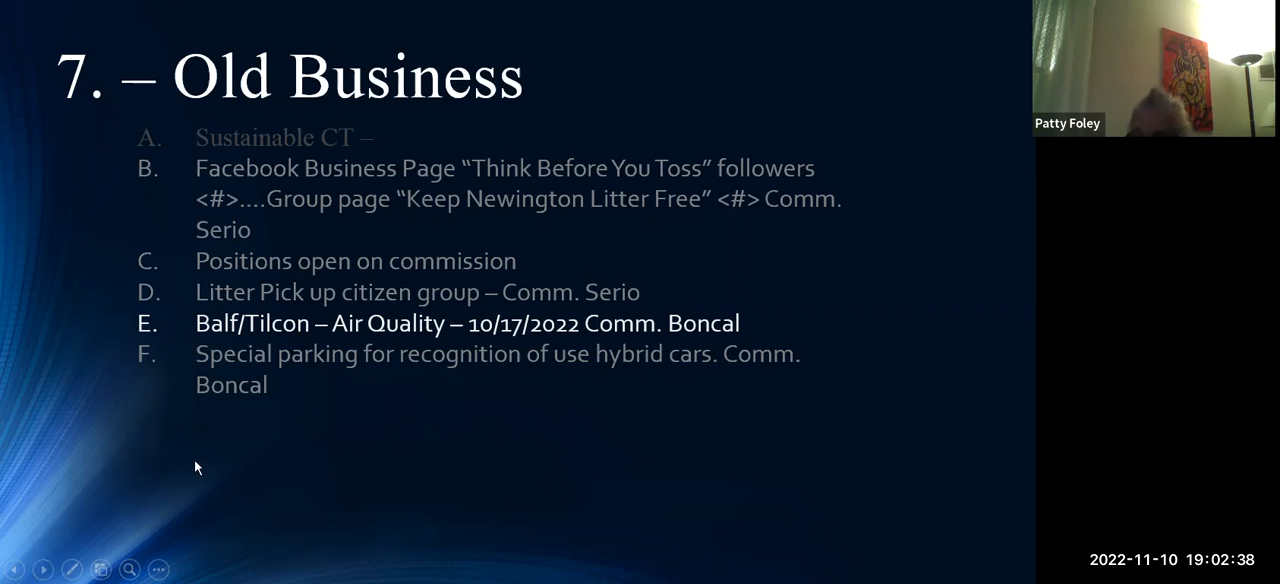 7. – Old Business
A. Sustainable CT –
B. Facebook Business Page “Think Before You Toss” followers
<#>....Group page “Keep Newington Litter Free” <#> Comm.
Serio
C. Positions open on commission
D. Litter Pick up citizen group – Comm. Serio
E. Balf/Tilcon – Air Quality – 10/17/2022 Comm. Boncal
F. Special parking for recognition of use hybrid cars. Comm.
Boncal
Patty Foley
2022-11-10 19:02:38